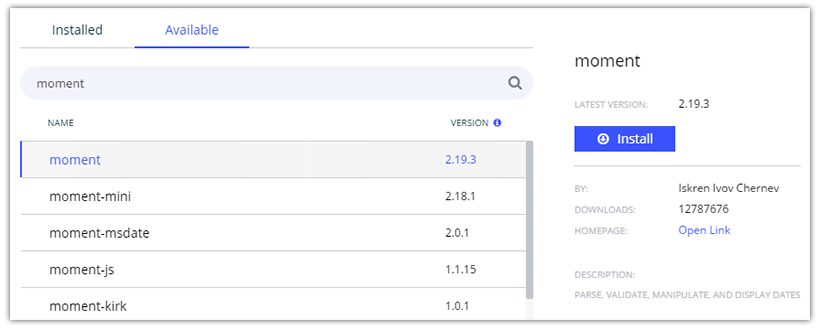 Installed Available
moment
NAME VERSION
moment 2.19.3
moment-mini 2.18.1
moment-msdate 2.0.1
moment-js 1.1.15
moment-kirk 1.0.1
moment
LATEST VERSION: 2.19.3
Install
BY: Iskren Ivov Chernev
DOWNLOADS: 12787676
HOMEPAGE: Open Link
DESCRIPTION:
PARSE, VALIDATE, MANIPULATE, AND DISPLAY DATES